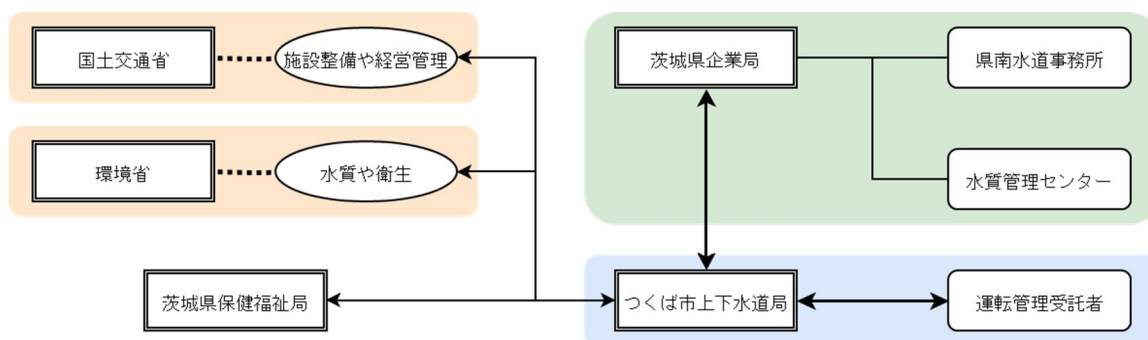 国土交通省
施設整備や経営管理
茨城県企業局
県南水道事務所
環境省
水質や衛生
水質管理センター
茨城県保健福祉局
つくば市上下水道局
運転管理受託者